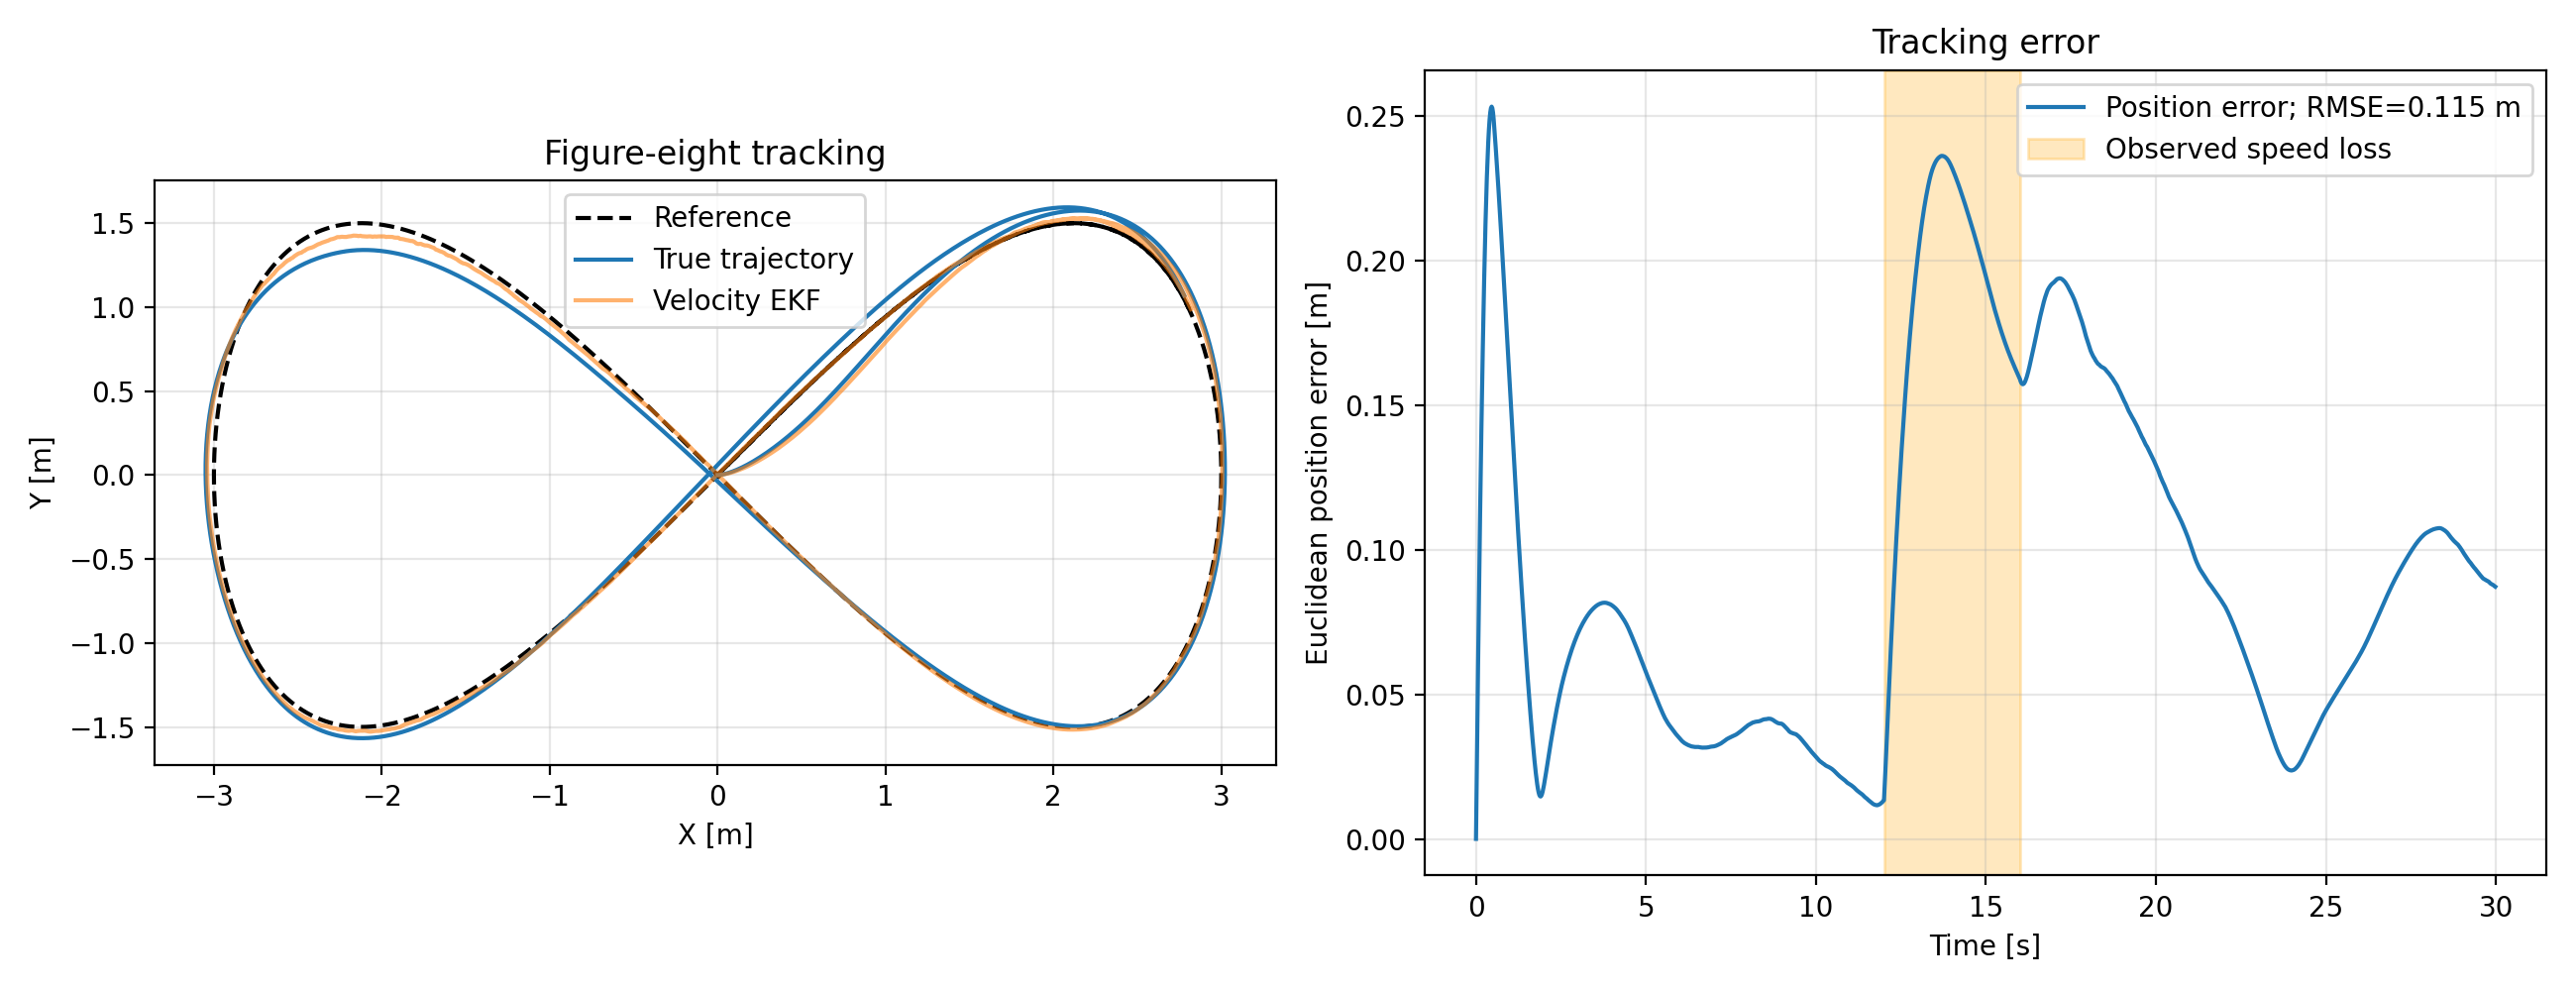 Figure-eight tracking
Reference
True trajectory
Velocity EKF
Y [m]
1.5
1.0
0.5
0.0
−0.5
−1.0
−1.5
−3
−2
−1
0
1
2
3
X [m]
Tracking error
Position error; RMSE=0.115 m
Observed speed loss
Euclidean position error [m]
0.25
0.20
0.15
0.10
0.05
0.00
0
5
10
15
20
25
30
Time [s]